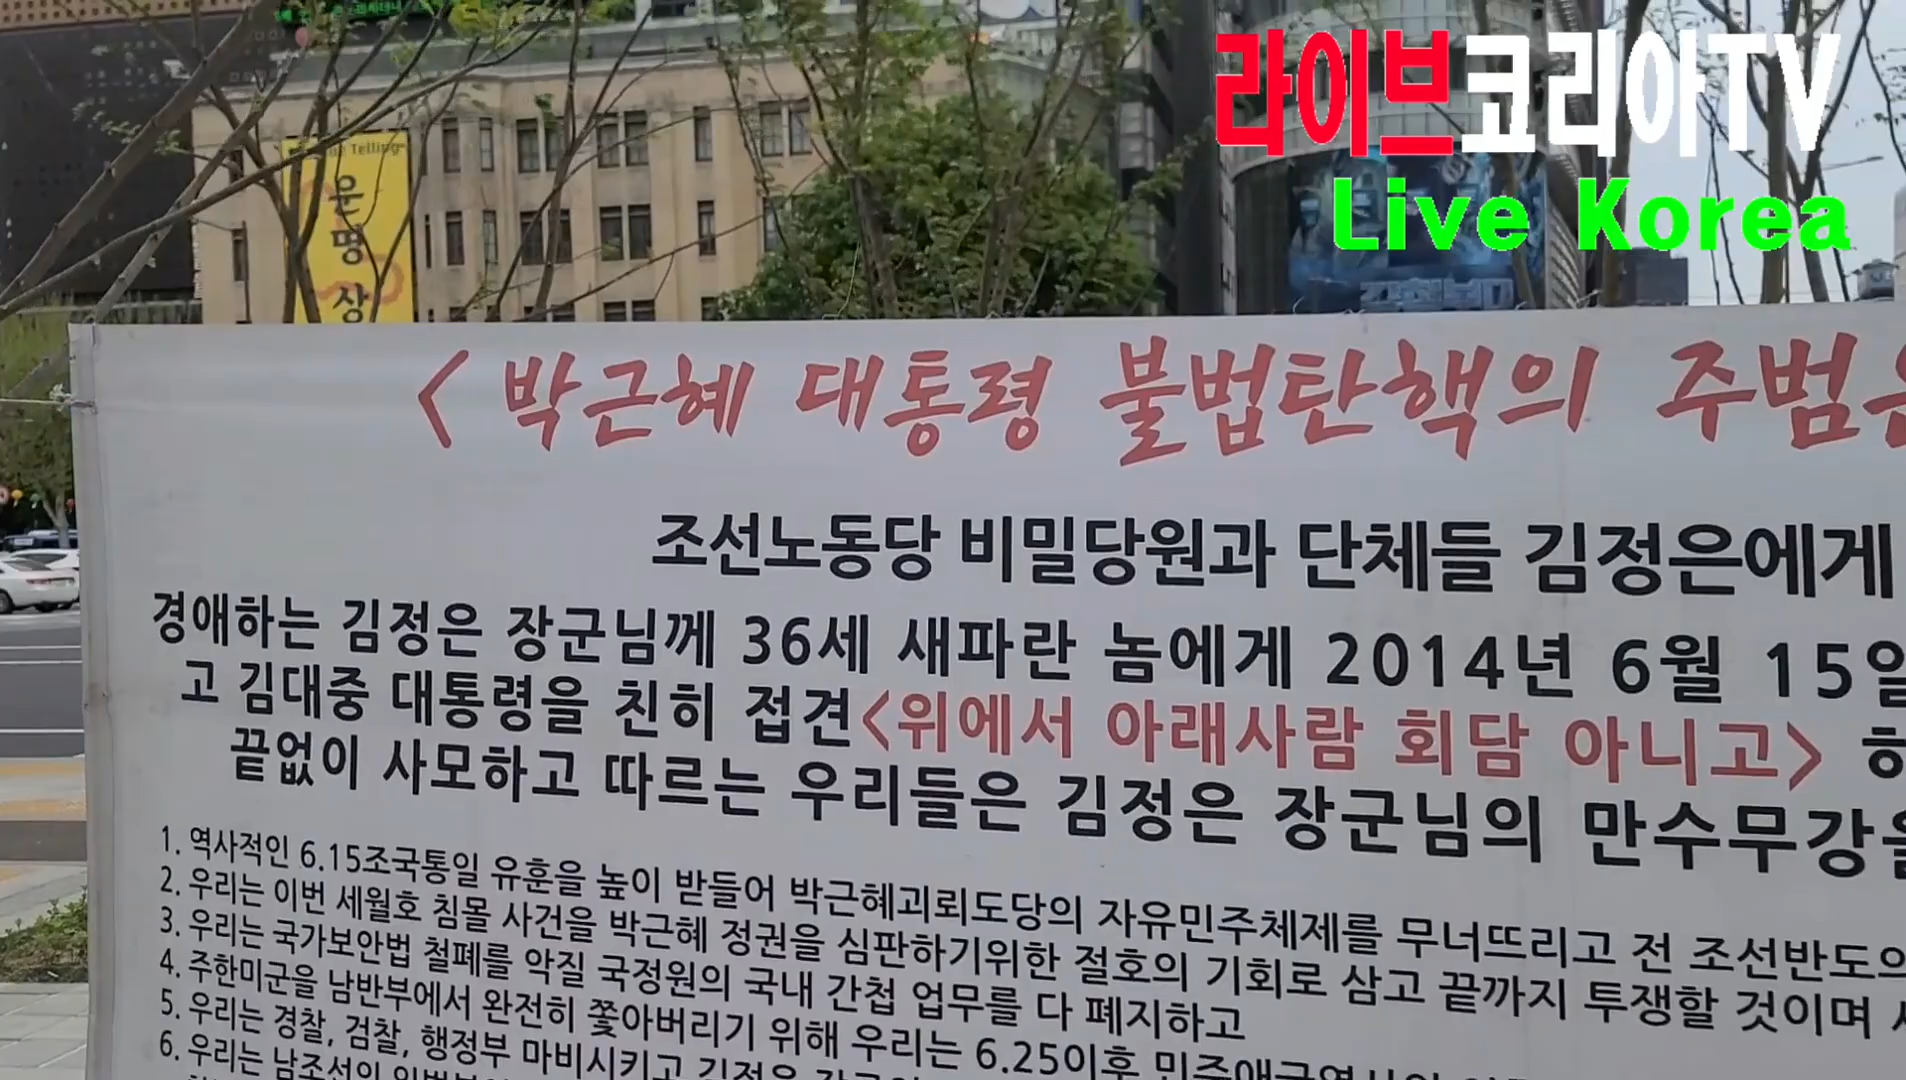 라이브코리아TV
Live Korea
Telling
운명상
< 박근혜 대통령 불법탄핵의 주범은
조선노동당 비밀당원과 단체들 김정은에게
경애하는 김정은 장군님께 36세 새파란 놈에게 2014년 6월 15일
고 김대중 대통령을 친히 접견<위에서 아래사람 회담 아니고> 하
끝없이 사모하고 따르는 우리들은 김정은 장군님의 만수무강을
1. 역사적인 6.15조국통일 유훈을 높이 받들어 박근혜괴뢰도당의 자유민주체제를 무너뜨리고 전 조선반도의
2. 우리는 이번 세월호 침몰 사건을 박근혜 정권을 심판하기위한 절호의 기회로 삼고 끝까지 투쟁할 것이며
3. 우리는 국가보안법 철폐를 악질 국정원의 국내 간첩 업무를 다 폐지하고
4. 주한미군을 남반부에서 완전히 쫓아버리기 위해 우리는 6.25이후
5. 우리는 경찰, 검찰, 행정부 마비시키고 김정은
6. 우리는 남조선의